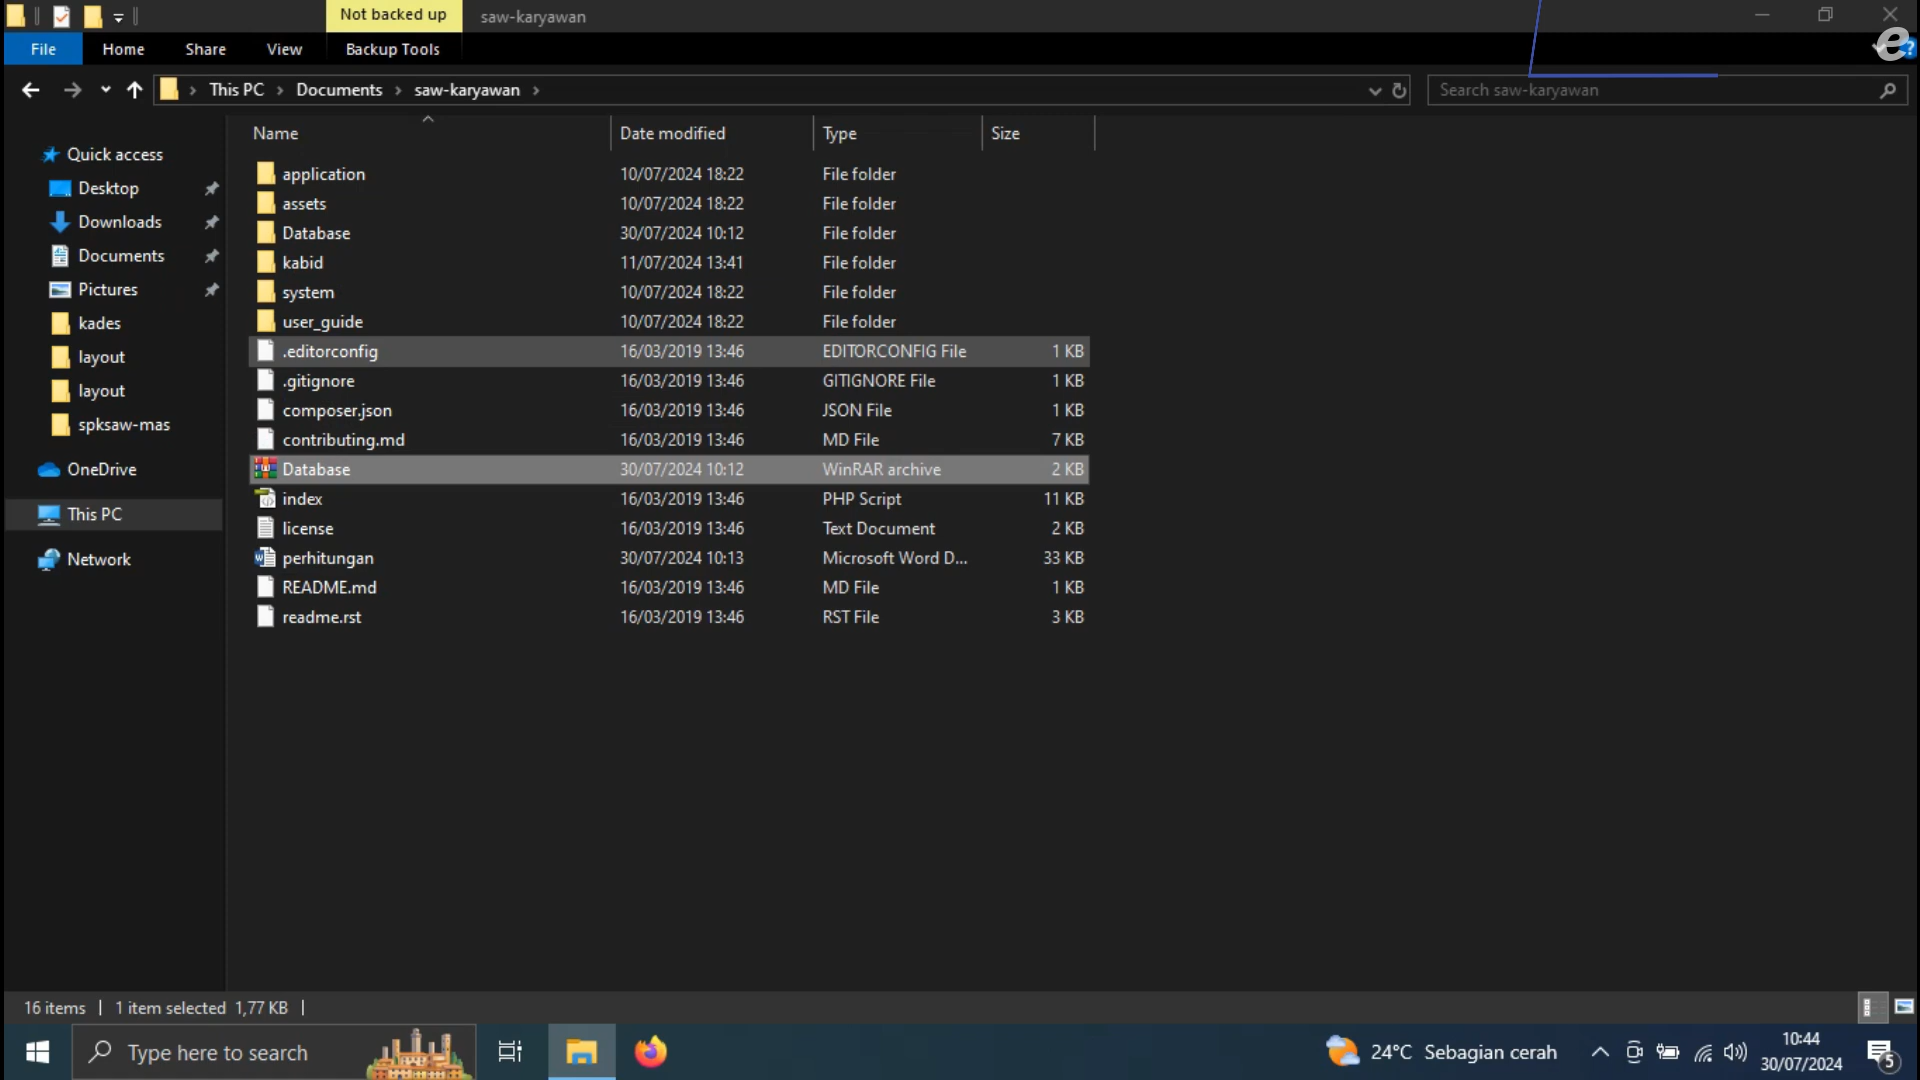 Not backed up saw-karyawan
File Home Share View Backup Tools
This PC Documents saw-karyawan Search saw-karyawan
Name Date modified Type Size
Quick access
Desktop
Downloads
Documents
Pictures
kades
layout
layout
spksaw-mas
OneDrive
This PC
Network
application 10/07/2024 18:22 File folder
assets 10/07/2024 18:22 File folder
Database 30/07/2024 10:12 File folder
kabid 11/07/2024 13:41 File folder
system 10/07/2024 18:22 File folder
user_guide 10/07/2024 18:22 File folder
.editorconfig 16/03/2019 13:46 EDITORCONFIG File 1 KB
.gitignore 16/03/2019 13:46 GITIGNORE File 1 KB
composer.json 16/03/2019 13:46 JSON File 1 KB
contributing.md 16/03/2019 13:46 MD File 7 KB
Database 30/07/2024 10:12 WinRAR archive 2 KB
index 16/03/2019 13:46 PHP Script 11 KB
license 16/03/2019 13:46 Text Document 2 KB
perhitungan 30/07/2024 10:13 Microsoft Word D... 33 KB
README.md 16/03/2019 13:46 MD File 1 KB
readme.rst 16/03/2019 13:46 RST File 3 KB
16 items 1 item selected 1,77 KB
Type here to search 24°C Sebagian cerah 10:44
30/07/2024 5